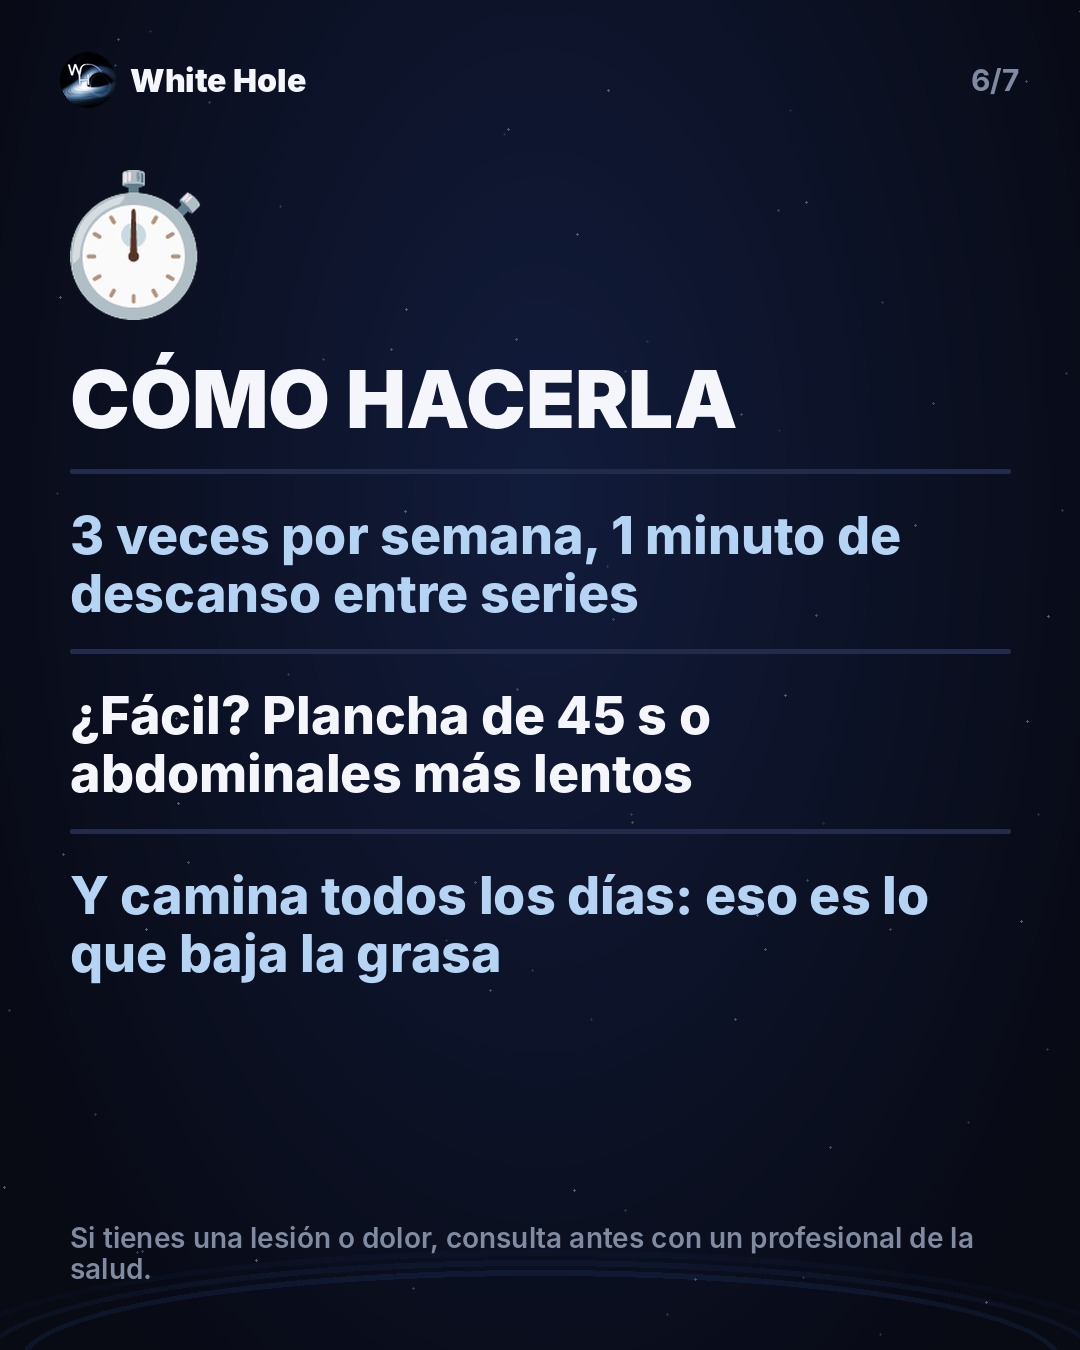 White Hole
6/7
CÓMO HACERLA
3 veces por semana, 1 minuto de
descanso entre series
¿Fácil? Plancha de 45 s o
abdominales más lentos
Y camina todos los días: eso es lo
que baja la grasa
Si tienes una lesión o dolor, consulta antes con un profesional de la
salud.